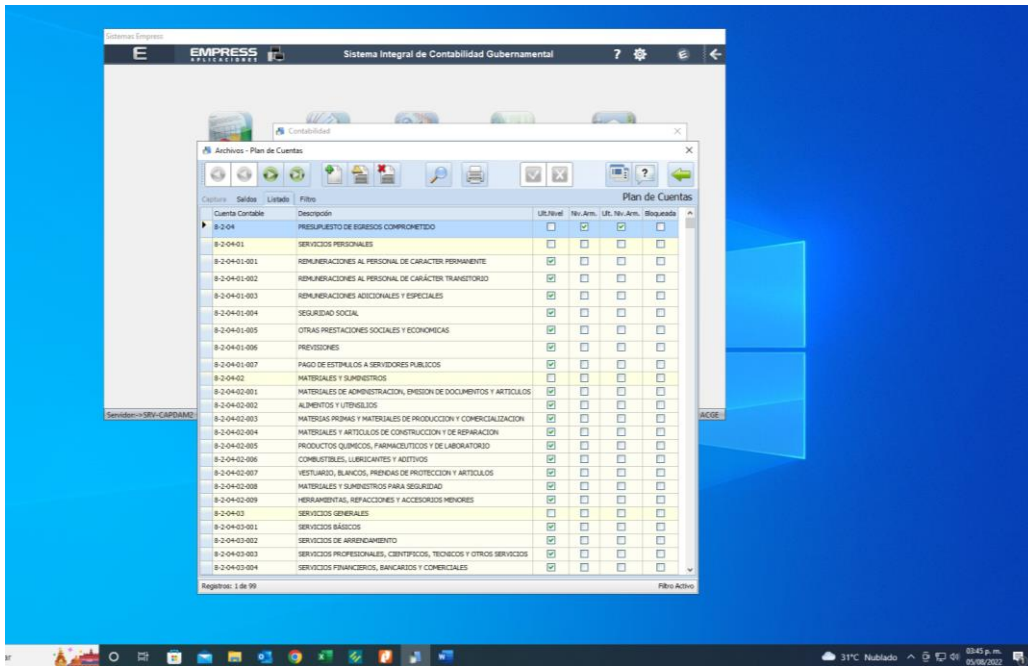 Sistemas Empress
E EMPRESS Sistema Integral de Contabilidad Gubernamental ?
APLICACIONES
Contabilidad
Archivos - Plan de Cuentas
Captura Saldos Listado Filtro Plan de Cuentas
Cuenta Contable Descripción Ult.Nivel Niv.Arm. Ult. Niv.Arm. Bloqueada
8-2-04 PRESUPUESTO DE EGRESOS COMPROMETIDO
8-2-04-01 SERVICIOS PERSONALES
8-2-04-01-001 REMUNERACIONES AL PERSONAL DE CARACTER PERMANENTE
8-2-04-01-002 REMUNERACIONES AL PERSONAL DE CARÁCTER TRANSITORIO
8-2-04-01-003 REMUNERACIONES ADICIONALES Y ESPECIALES
8-2-04-01-004 SEGURIDAD SOCIAL
8-2-04-01-005 OTRAS PRESTACIONES SOCIALES Y ECONOMICAS
8-2-04-01-006 PREVISIONES
8-2-04-01-007 PAGO DE ESTIMULOS A SERVIDORES PUBLICOS
8-2-04-02 MATERIALES Y SUMINISTROS
8-2-04-02-001 MATERIALES DE ADMINISTRACION, EMISION DE DOCUMENTOS Y ARTICULOS
8-2-04-02-002 ALIMENTOS Y UTENSILIOS
8-2-04-02-003 MATERIAS PRIMAS Y MATERIALES DE PRODUCCION Y COMERCIALIZACION
8-2-04-02-004 MATERIALES Y ARTICULOS DE CONSTRUCCION Y DE REPARACION
8-2-04-02-005 PRODUCTOS QUIMICOS, FARMACEUTICOS Y DE LABORATORIO
8-2-04-02-006 COMBUSTIBLES, LUBRICANTES Y ADITIVOS
8-2-04-02-007 VESTUARIO, BLANCOS, PRENDAS DE PROTECCION Y ARTICULOS
8-2-04-02-008 MATERIALES Y SUMINISTROS PARA SEGURIDAD
8-2-04-02-009 HERRAMIENTAS, REFACCIONES Y ACCESORIOS MENORES
8-2-04-03 SERVICIOS GENERALES
8-2-04-03-001 SERVICIOS BÁSICOS
8-2-04-03-002 SERVICIOS DE ARRENDAMIENTO
8-2-04-03-003 SERVICIOS PROFESIONALES, CIENTIFICOS, TECNICOS Y OTROS SERVICIOS
8-2-04-03-004 SERVICIOS FINANCIEROS, BANCARIOS Y COMERCIALES
Servidor:->SRV-CAPDAM2 ACGE
Registros: 1 de 99 Filtro Activo
ar 31°C Nublado 03:45 p. m.
05/08/2022